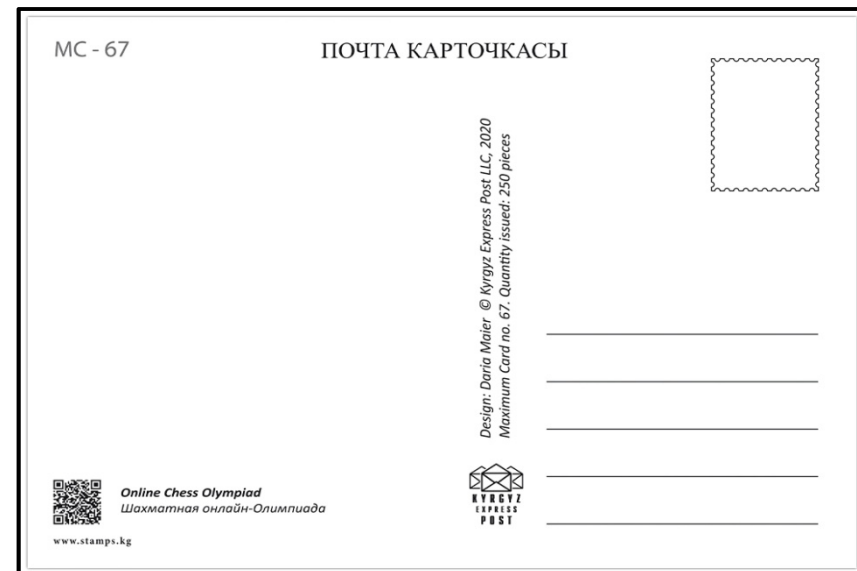 МС - 67
ПОЧТА КАРТОЧКАСЫ
Design: Daria Maier © Kyrgyz Express Post LLC, 2020
Maximum Card no. 67. Quantity issued: 250 pieces
Online Chess Olympiad
Шахматная онлайн-Олимпиада
www.stamps.kg
KYRGYZ
EXPRESS
POST